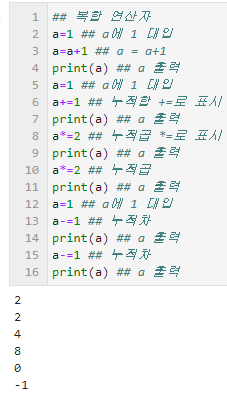 1 ## 복합 연산자
2 a=1 ## a에 1 대입
3 a=a+1 ## a = a+1
4 print(a) ## a 출력
5 a=1 ## a에 1 대입
6 a+=1 ## 누적합 +=로 표시
7 print(a) ## a 출력
8 a*=2 ## 누적곱 *=로 표시
9 print(a) ## a 출력
10 a*=2 ## 누적곱
11 print(a) ## a 출력
12 a=1 ## a에 1 대입
13 a-=1 ## 누적차
14 print(a) ## a 출력
15 a-=1 ## 누적차
16 print(a) ## a 출력
2
2
4
8
0
-1